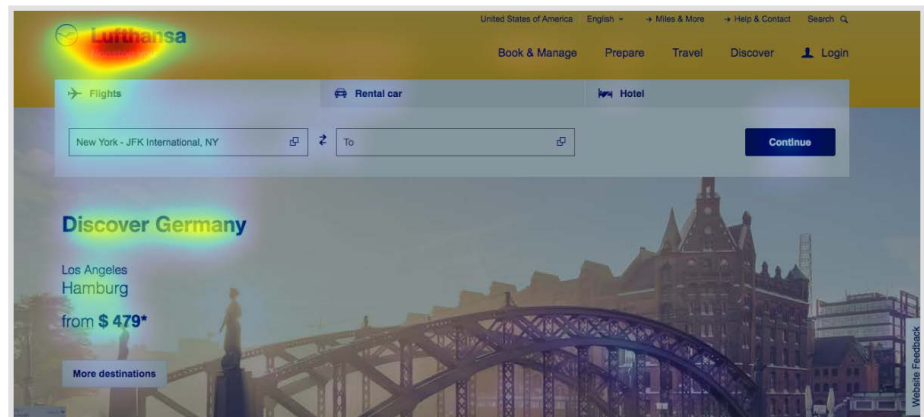 United States of America English → Miles & More → Help & Contact Search
Lufthansa
Book & Manage Prepare Travel Discover Login
Flights Rental car Hotel
New York - JFK International, NY To Continue
Discover Germany
Los Angeles
Hamburg
from $ 479*
More destinations
Website Feedback